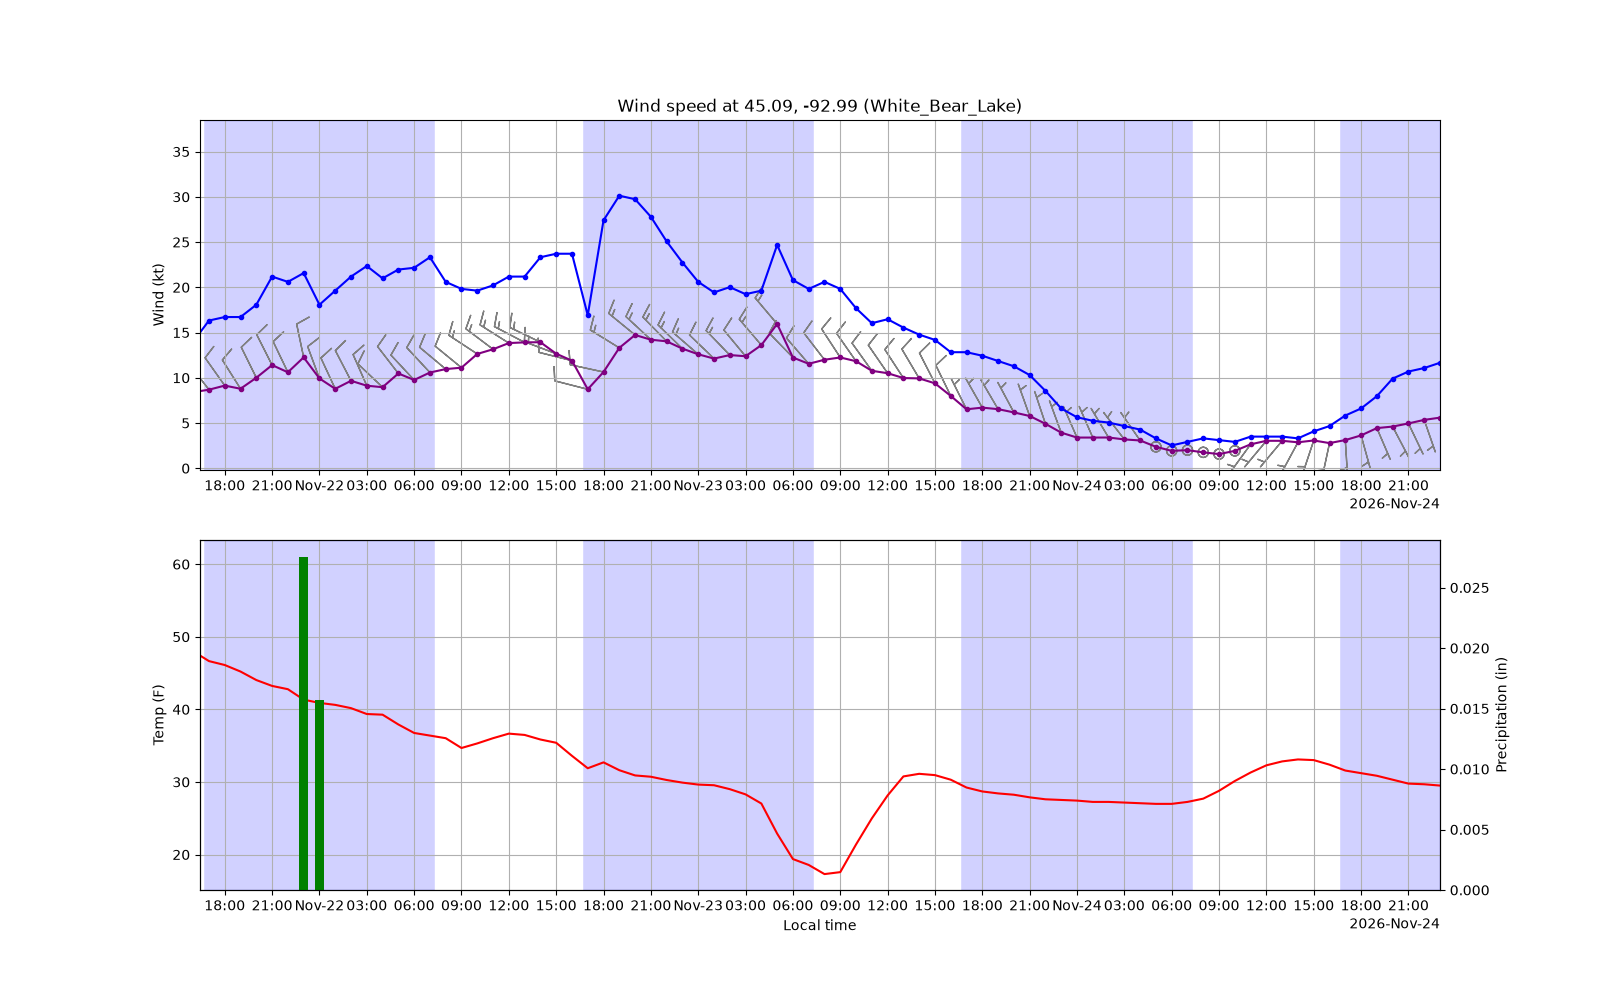 Wind speed at 45.09, -92.99 (White_Bear_Lake)
Wind (kt)
35
30
25
20
15
10
5
0
18:00 21:00 Nov-22 03:00 06:00 09:00 12:00 15:00 18:00 21:00 Nov-23 03:00 06:00 09:00 12:00 15:00 18:00 21:00 Nov-24 03:00 06:00 09:00 12:00 15:00 18:00 21:00
2026-Nov-24
Temp (F)
60
50
40
30
20
0.025
0.020
0.015
0.010
0.005
0.000
Precipitation (in)
18:00 21:00 Nov-22 03:00 06:00 09:00 12:00 15:00 18:00 21:00 Nov-23 03:00 06:00 09:00 12:00 15:00 18:00 21:00 Nov-24 03:00 06:00 09:00 12:00 15:00 18:00 21:00
Local time
2026-Nov-24